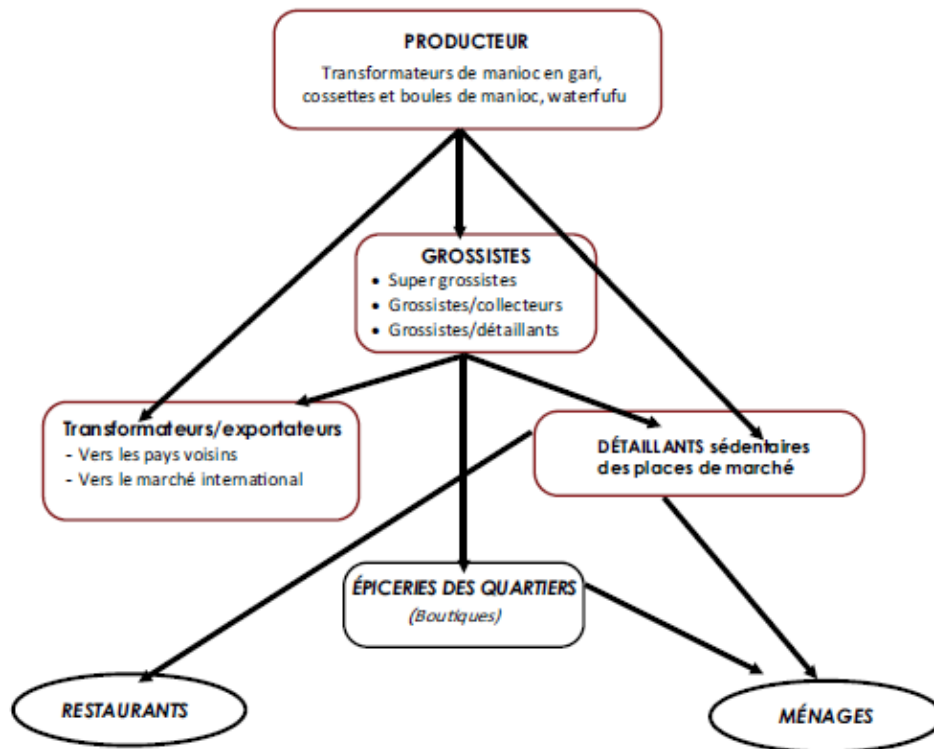 PRODUCTEUR
Transformateurs de manioc en gari,
cossettes et boules de manioc, waterfufu
GROSSISTES
• Super grossistes
• Grossistes/collecteurs
• Grossistes/détaillants
Transformateurs/exportateurs
- Vers les pays voisins
- Vers le marché international
DÉTAILLANTS sédentaires
des places de marché
ÉPICERIES DES QUARTIERS
(Boutiques)
RESTAURANTS
MÉNAGES